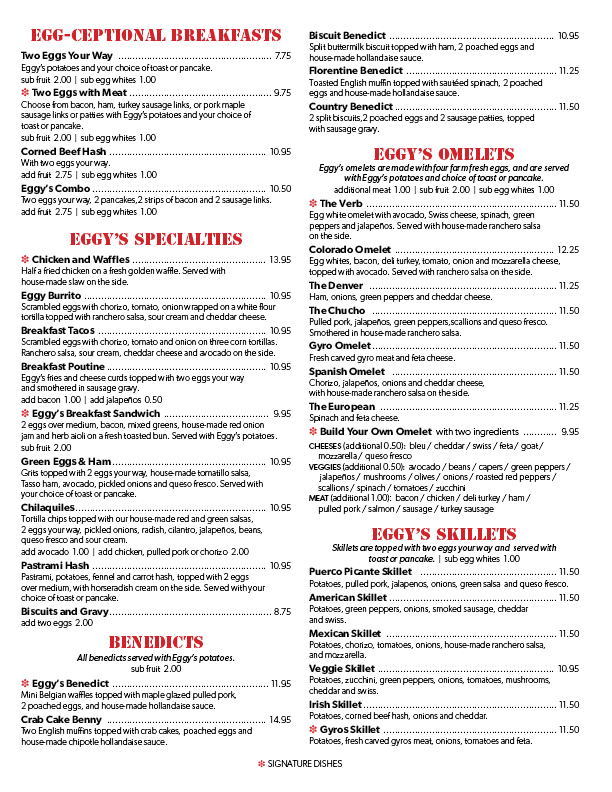 EGG-CEPTIONAL BREAKFASTS
Two Eggs Your Way ................................................ 7.75
Eggy's potatoes and your choice of toast or pancake.
sub fruit 2.00 | sub egg whites 1.00
✽ Two Eggs with Meat ............................................ 9.75
Choose from bacon, ham, turkey sausage links, or pork maple
sausage links or patties with Eggy's potatoes and your choice of
toast or pancake.
sub fruit 2.00 | sub egg whites 1.00
Corned Beef Hash ................................................ 10.95
With two eggs your way.
add fruit 2.75 | sub egg whites 1.00
Eggy's Combo ..................................................... 10.50
Two eggs your way, 2 pancakes, 2 strips of bacon and 2 sausage links.
add fruit 2.75 | sub egg whites 1.00
EGGY'S SPECIALTIES
✽ Chicken and Waffles ........................................... 13.95
Half a fried chicken on a fresh golden waffle. Served with
house-made slaw on the side.
Eggy Burrito ........................................................ 10.95
Scrambled eggs with chorizo, tomato, onion wrapped on a white flour
tortilla topped with ranchero salsa, sour cream and cheddar cheese.
Breakfast Tacos ................................................... 10.95
Scrambled eggs with chorizo, tomato and onion on three corn tortillas.
Ranchero salsa, sour cream, cheddar cheese and avocado on the side.
Breakfast Poutine ................................................ 10.95
Eggy's fries and cheese curds topped with two eggs your way
and smothered in sausage gravy.
add bacon 1.00 | add jalapeños 0.50
✽ Eggy's Breakfast Sandwich .................................. 9.95
2 eggs over medium, bacon, mixed greens, house-made red onion
jam and herb aioli on a fresh toasted bun. Served with Eggy's potatoes.
sub fruit 2.00
Green Eggs & Ham ............................................... 10.95
Grits topped with 2 eggs your way, house-made tomatillo salsa,
Tasso ham, avocado, pickled onions and queso fresco. Served with
your choice of toast or pancake.
Chilaquiles .......................................................... 10.95
Tortilla chips topped with our house-made red and green salsas,
2 eggs your way, pickled onions, radish, cilantro, jalapeños, beans,
queso fresco and sour cream.
add avocado 1.00 | add chicken, pulled pork or chorizo 2.00
Pastrami Hash ..................................................... 10.95
Pastrami, potatoes, fennel and carrot hash, topped with 2 eggs
over medium, with horseradish cream on the side. Served with your
choice of toast or pancake.
Biscuits and Gravy ................................................ 8.75
add two eggs 2.00
BENEDICTS
All benedicts served with Eggy's potatoes.
sub fruit 2.00
✽ Eggy's Benedict ................................................ 11.95
Mini Belgian waffles topped with maple glazed pulled pork,
2 poached eggs, and house-made hollandaise sauce.
Crab Cake Benny ................................................. 14.95
Two English muffins topped with crab cakes, poached eggs and
house-made chipotle hollandaise sauce.
Biscuit Benedict ................................................... 10.95
Split buttermilk biscuit topped with ham, 2 poached eggs and
house-made hollandaise sauce.
Florentine Benedict .............................................. 11.25
Toasted English muffin topped with sautéed spinach, 2 poached
eggs and house-made hollandaise sauce.
Country Benedict ................................................. 11.50
2 split biscuits, 2 poached eggs and 2 sausage patties, topped
with sausage gravy.
EGGY'S OMELETS
Eggy's omelets are made with four farm fresh eggs, and are served
with Eggy's potatoes and choice of toast or pancake.
additional meat 1.00 | sub fruit 2.00 | sub egg whites 1.00
✽ The Verb .......................................................... 11.50
Egg white omelet with avocado, Swiss cheese, spinach, green
peppers and jalapeños. Served with house-made ranchero salsa
on the side.
Colorado Omelet .................................................. 12.25
Egg whites, bacon, deli turkey, tomato, onion and mozzarella cheese,
topped with avocado. Served with ranchero salsa on the side.
The Denver .......................................................... 11.25
Ham, onions, green peppers and cheddar cheese.
The Chucho ......................................................... 11.50
Pulled pork, jalapeños, green peppers, scallions and queso fresco.
Smothered in house-made ranchero salsa.
Gyro Omelet ........................................................ 11.50
Fresh carved gyro meat and feta cheese.
Spanish Omelet ................................................... 11.50
Chorizo, jalapeños, onions and cheddar cheese,
with house-made ranchero salsa on the side.
The European ...................................................... 11.25
Spinach and feta cheese.
✽ Build Your Own Omelet with two ingredients ........... 9.95
CHEESES (additional 0.50): bleu / cheddar / swiss / feta / goat /
mozzarella / queso fresco
VEGGIES (additional 0.50): avocado / beans / capers / green peppers /
jalapeños / mushrooms / olives / onions / roasted red peppers /
scallions / spinach / tomatoes / zucchini
MEAT (additional 1.00): bacon / chicken / deli turkey / ham /
pulled pork / salmon / sausage / turkey sausage
EGGY'S SKILLETS
Skillets are topped with two eggs your way and served with
toast or pancake. | sub egg whites 1.00
Puerco Picante Skillet .......................................... 11.50
Potatoes, pulled pork, jalapenos, onions, green salsa and queso fresco.
American Skillet ................................................... 11.50
Potatoes, green peppers, onions, smoked sausage, cheddar
and swiss.
Mexican Skillet .................................................... 11.50
Potatoes, chorizo, tomatoes, onions, house-made ranchero salsa,
and mozzarella.
Veggie Skillet ...................................................... 10.95
Potatoes, zucchini, green peppers, onions, tomatoes, mushrooms,
cheddar and swiss.
Irish Skillet .......................................................... 11.50
Potatoes, corned beef hash, onions and cheddar.
✽ Gyros Skillet ..................................................... 11.50
Potatoes, fresh carved gyros meat, onions, tomatoes and feta.
✽ SIGNATURE DISHES